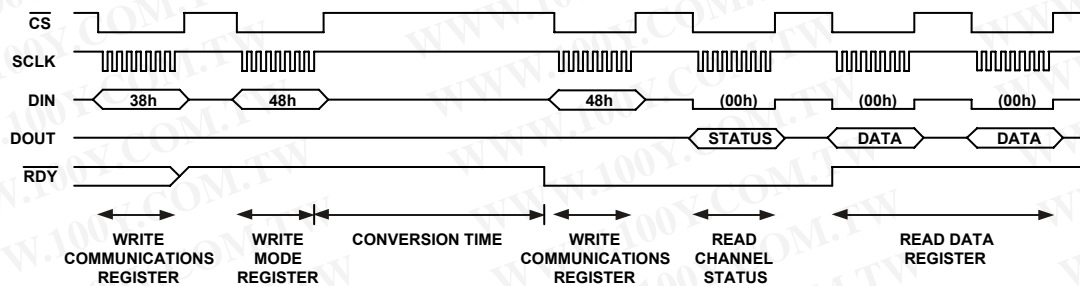 CS
SCLK
DIN 38h 48h 48h (00h) (00h) (00h)
DOUT STATUS DATA DATA
RDY
WRITE
COMMUNICATIONS
REGISTER
WRITE
MODE
REGISTER
CONVERSION TIME
WRITE
COMMUNICATIONS
REGISTER
READ
CHANNEL
STATUS
READ DATA
REGISTER
WWW.100Y.COM.TW